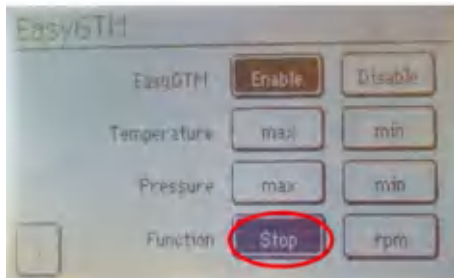 EasyGTM
EasyGTM Enable Disable
Temperature max min
Pressure max min
Function Stop rpm